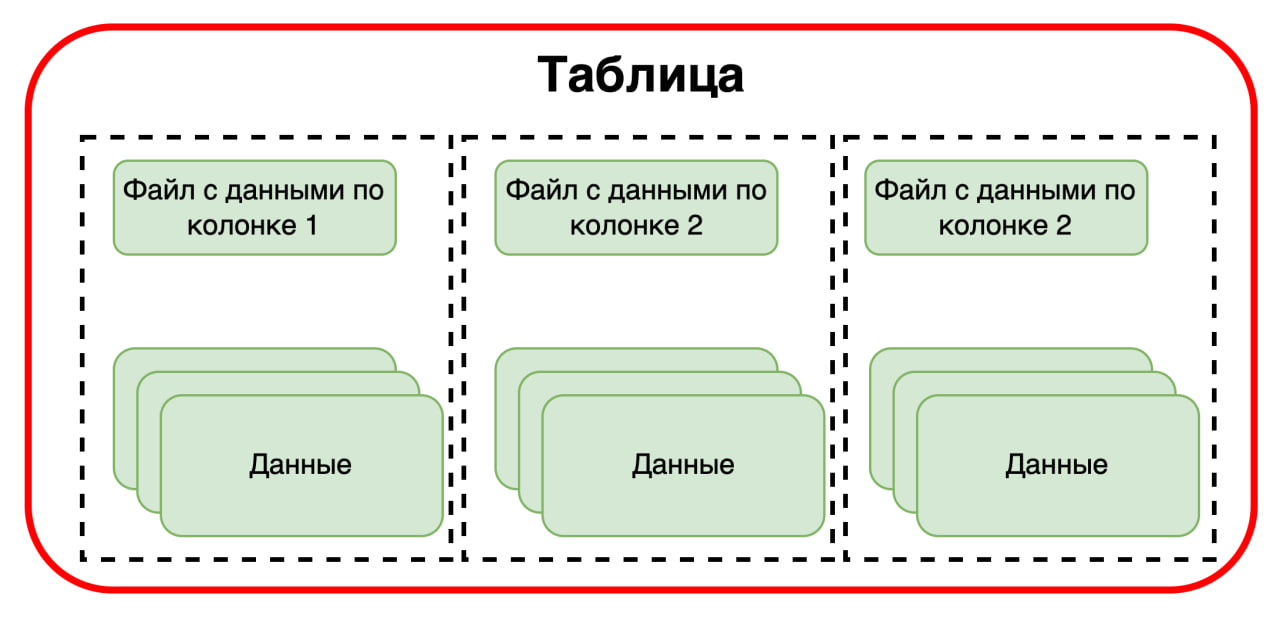 Таблица
Файл с данными по
колонке 1
Файл с данными по
колонке 2
Файл с данными по
колонке 2
Данные
Данные
Данные